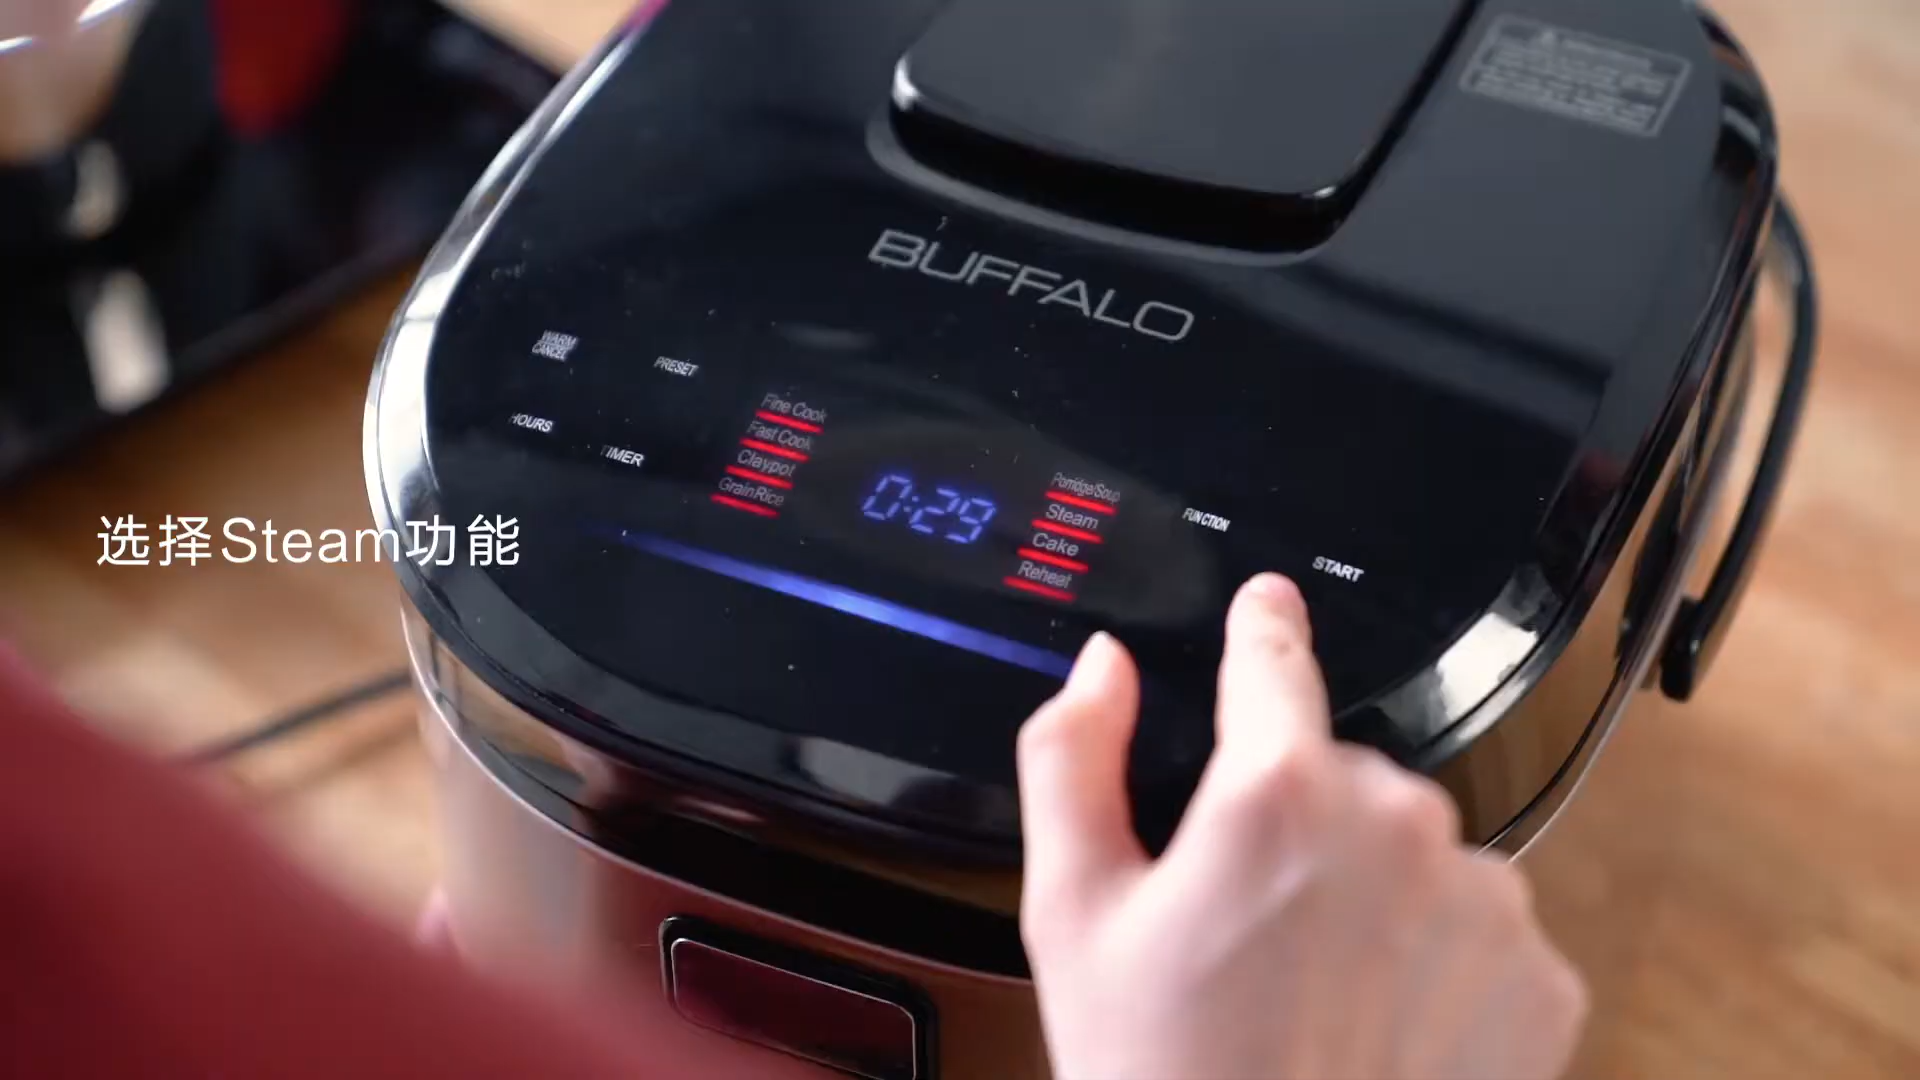 BUFFALO
WARM
CANCEL
PRESET
HOURS
TIMER
Fine Cook
Fast Cook
Claypot
GrainRice
0:29
Porridge/Soup
Steam
Cake
Reheat
FUNCTION
START
选择Steam功能